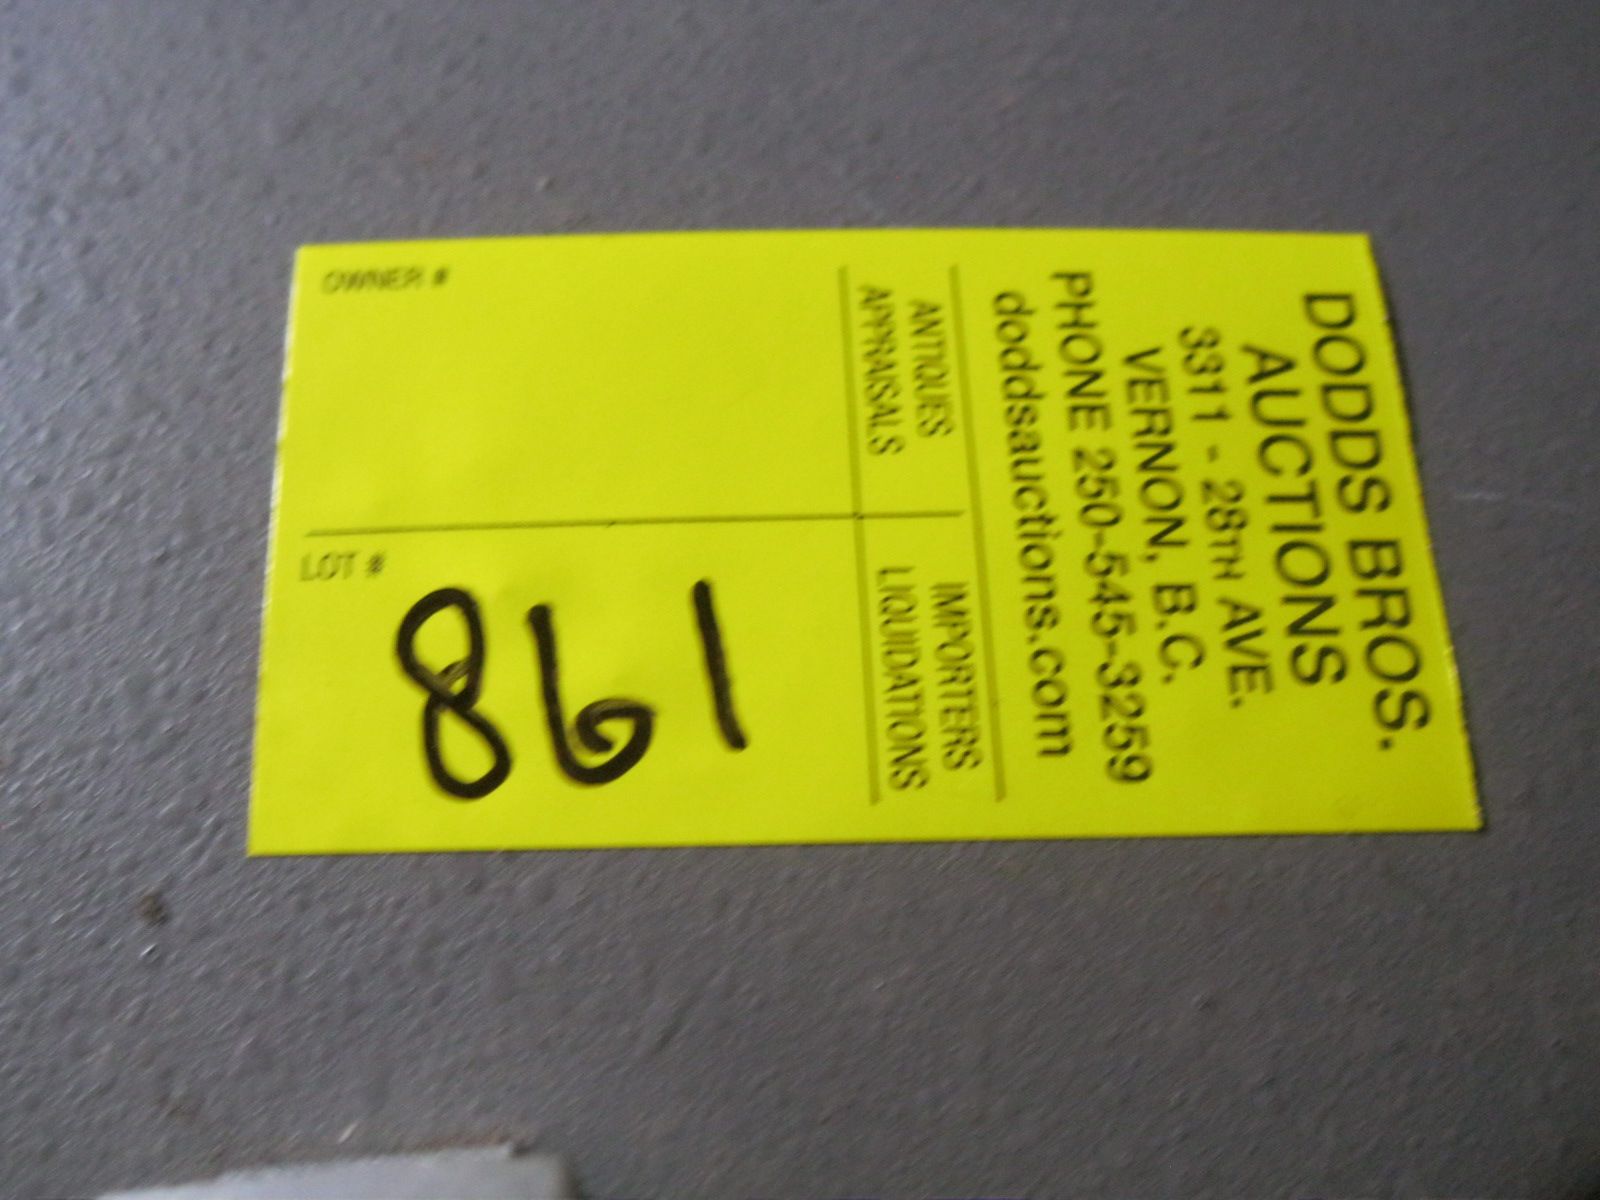 DODDS BROS.
AUCTIONS
3311 - 28TH AVE.
VERNON, B.C.
PHONE 250-545-3259
doddsauctions.com
ANTIQUES
APPRAISALS
IMPORTERS
LIQUIDATIONS
OWNER #
LOT #
861